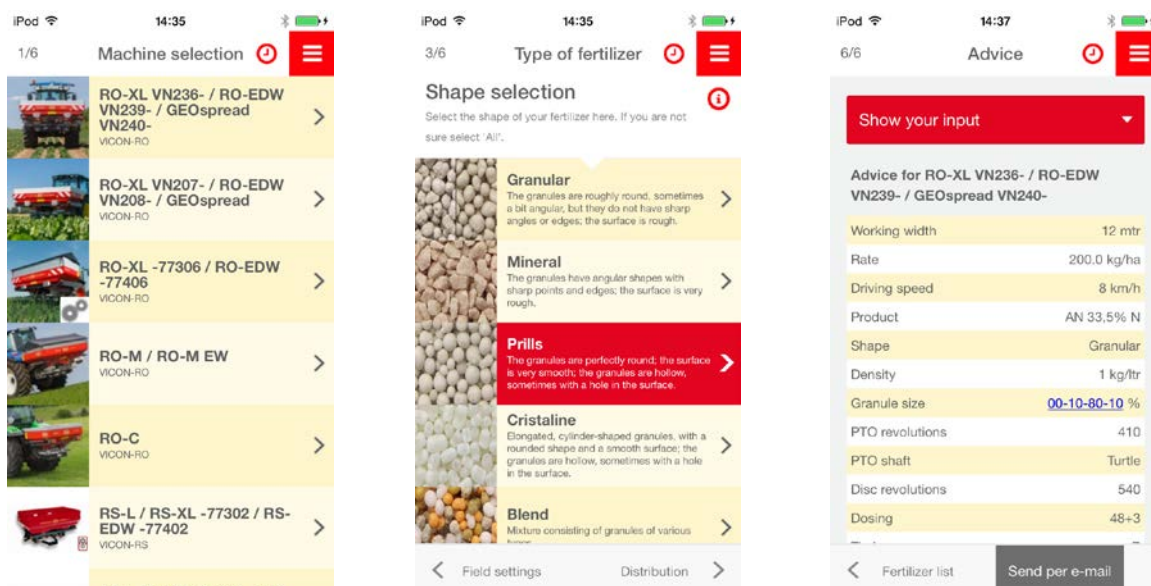 iPod 14:35
1/6 Machine selection
RO-XL VN236- / RO-EDW
VN239- / GEOspread
VN240-
VICON-RO
RO-XL VN207- / RO-EDW
VN208- / GEOspread
VICON-RO
RO-XL -77306 / RO-EDW
-77406
VICON-RO
RO-M / RO-M EW
VICON-RO
RO-C
VICON-RO
RS-L / RS-XL -77302 / RS-
EDW -77402
VICON-RS
iPod 14:35
3/6 Type of fertilizer
Shape selection
Select the shape of your fertilizer here. If you are not
sure select 'All'.
Granular
The granules are roughly round, sometimes
a bit angular, but they do not have sharp
angles or edges; the surface is rough.
Mineral
The granules have angular shapes with
sharp points and edges; the surface is very
rough.
Prills
The granules are perfectly round; the surface
is very smooth; the granules are hollow,
sometimes with a hole in the surface.
Cristaline
Elongated, cylinder-shaped granules, with a
rounded shape and a smooth surface; the
granules are hollow, sometimes with a hole
in the surface.
Blend
Mixture consisting of granules of various
Field settings Distribution
iPod 14:37
6/6 Advice
Show your input
Advice for RO-XL VN236- / RO-EDW
VN239- / GEOspread VN240-
Working width 12 mtr
Rate 200.0 kg/ha
Driving speed 8 km/h
Product AN 33,5% N
Shape Granular
Density 1 kg/ltr
Granule size 00-10-80-10 %
PTO revolutions 410
PTO shaft Turtle
Disc revolutions 540
Dosing 48+3
Fertilizer list Send per e-mail